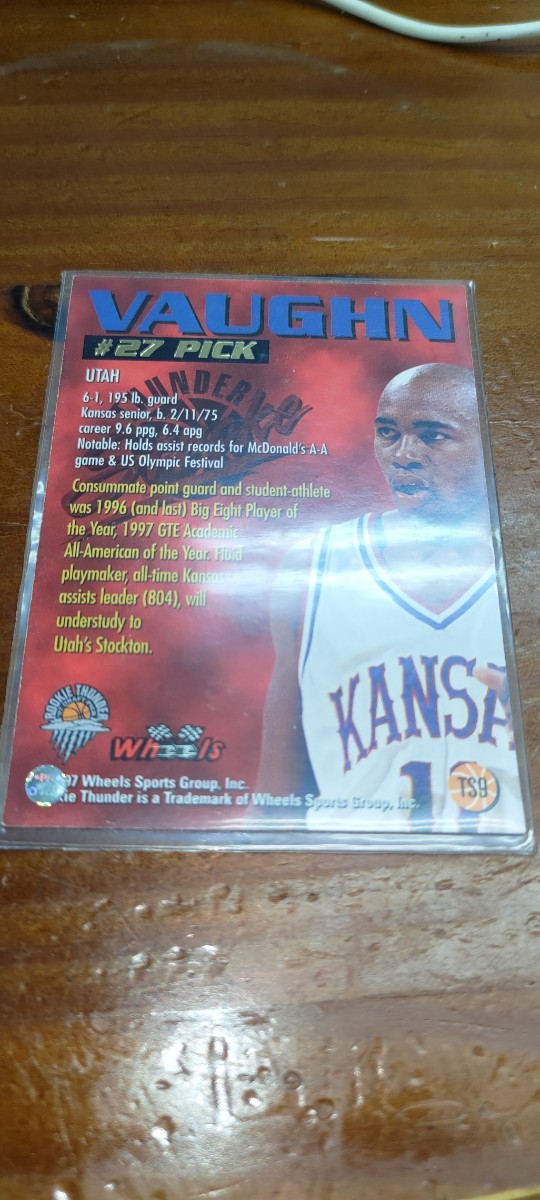 VAUGHN
#27 PICK
UTAH
6-1, 195 lb. guard
Kansas senior, b. 2/11/75
career 9.6 ppg, 6.4 apg
Notable: Holds assist records for McDonald's A-A
game & US Olympic Festival
Consummate point guard and student-athlete
was 1996 (and last) Big Eight Player of
the Year, 1997 GTE Academic
All-American of the Year. Fluid
playmaker, all-time Kansas
assists leader (804), will
understudy to
Utah's Stockton.
KANSA
ROOKIE THUNDER
Wheels
97 Wheels Sports Group, Inc.
kie Thunder is a Trademark of Wheels Sports Group, Inc.
TS9